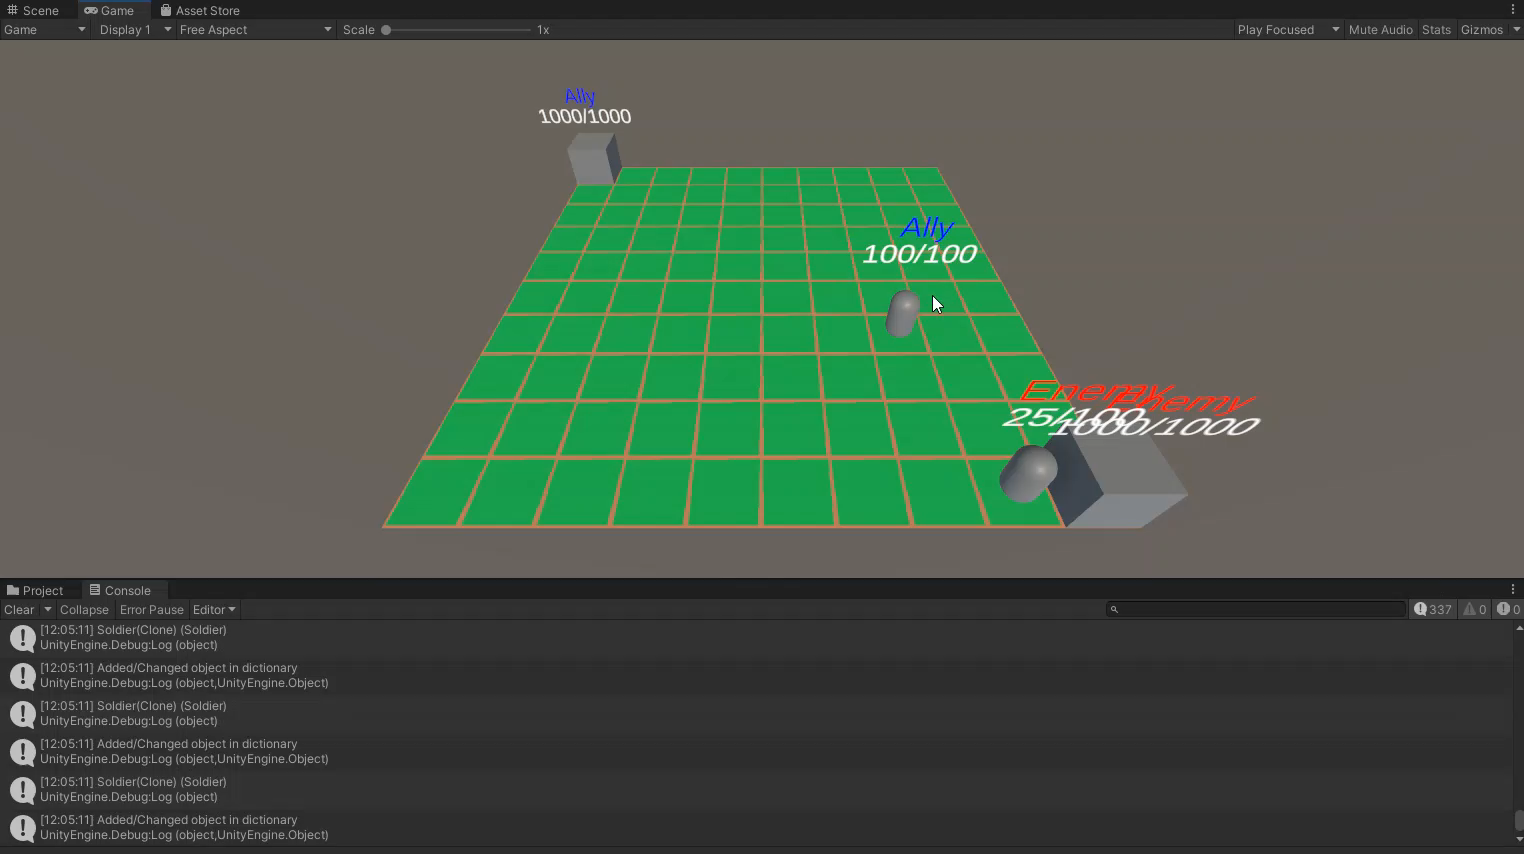 Scene Game Asset Store
Game Display 1 Free Aspect Scale 1x Play Focused Mute Audio Stats Gizmos
Ally
1000/1000
Ally
100/100
Enemy
25/100
Enemy
1000/1000
Project Console
Clear Collapse Error Pause Editor 337 0 0
[12:05:11] Soldier(Clone) (Soldier)
UnityEngine.Debug:Log (object)
[12:05:11] Added/Changed object in dictionary
UnityEngine.Debug:Log (object,UnityEngine.Object)
[12:05:11] Soldier(Clone) (Soldier)
UnityEngine.Debug:Log (object)
[12:05:11] Added/Changed object in dictionary
UnityEngine.Debug:Log (object,UnityEngine.Object)
[12:05:11] Soldier(Clone) (Soldier)
UnityEngine.Debug:Log (object)
[12:05:11] Added/Changed object in dictionary
UnityEngine.Debug:Log (object,UnityEngine.Object)